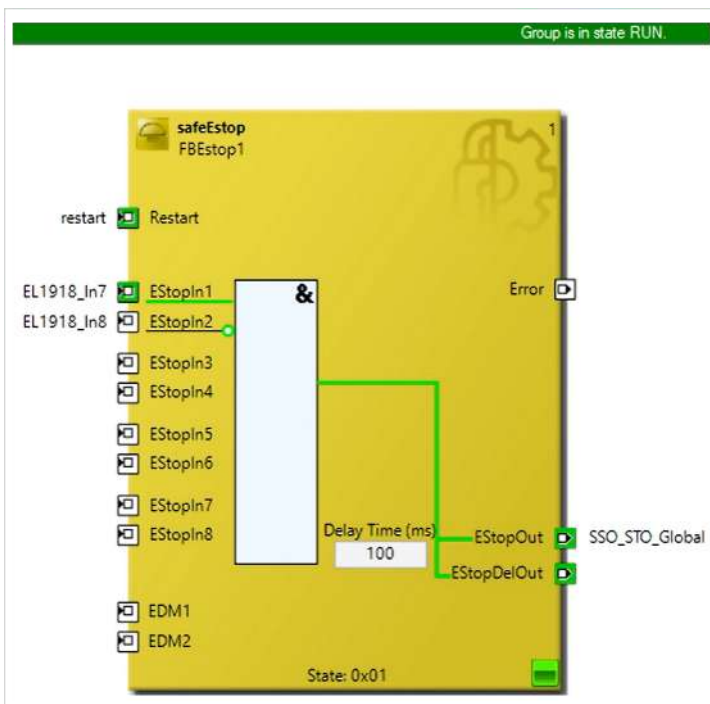 Group is in state RUN.
safeEstop
1
FBEstop1
restart
Restart
EL1918_In7
EStopIn1
&
Error
EL1918_In8
EStopIn2
EStopIn3
EStopIn4
EStopIn5
EStopIn6
EStopIn7
EStopIn8
Delay Time (ms)
100
EStopOut
SSO_STO_Global
EStopDelOut
EDM1
EDM2
State: 0x01